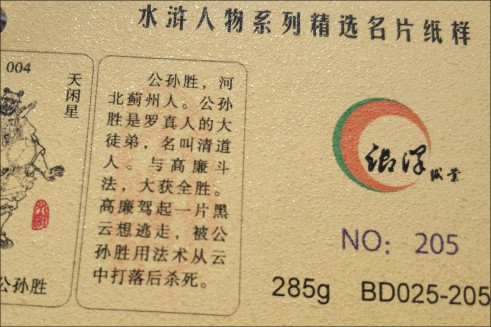 水浒人物系列精选名片纸样
004
天闲星
公孙胜
公孙胜，河
北蓟州人。公孙
胜是罗真人的大
徒弟，名叫清道
人。与高廉斗
法，大获全胜。
高廉驾起一片黑
云想逃走，被公
孙胜用法术从云
中打落后杀死。
NO: 205
285g BD025-205